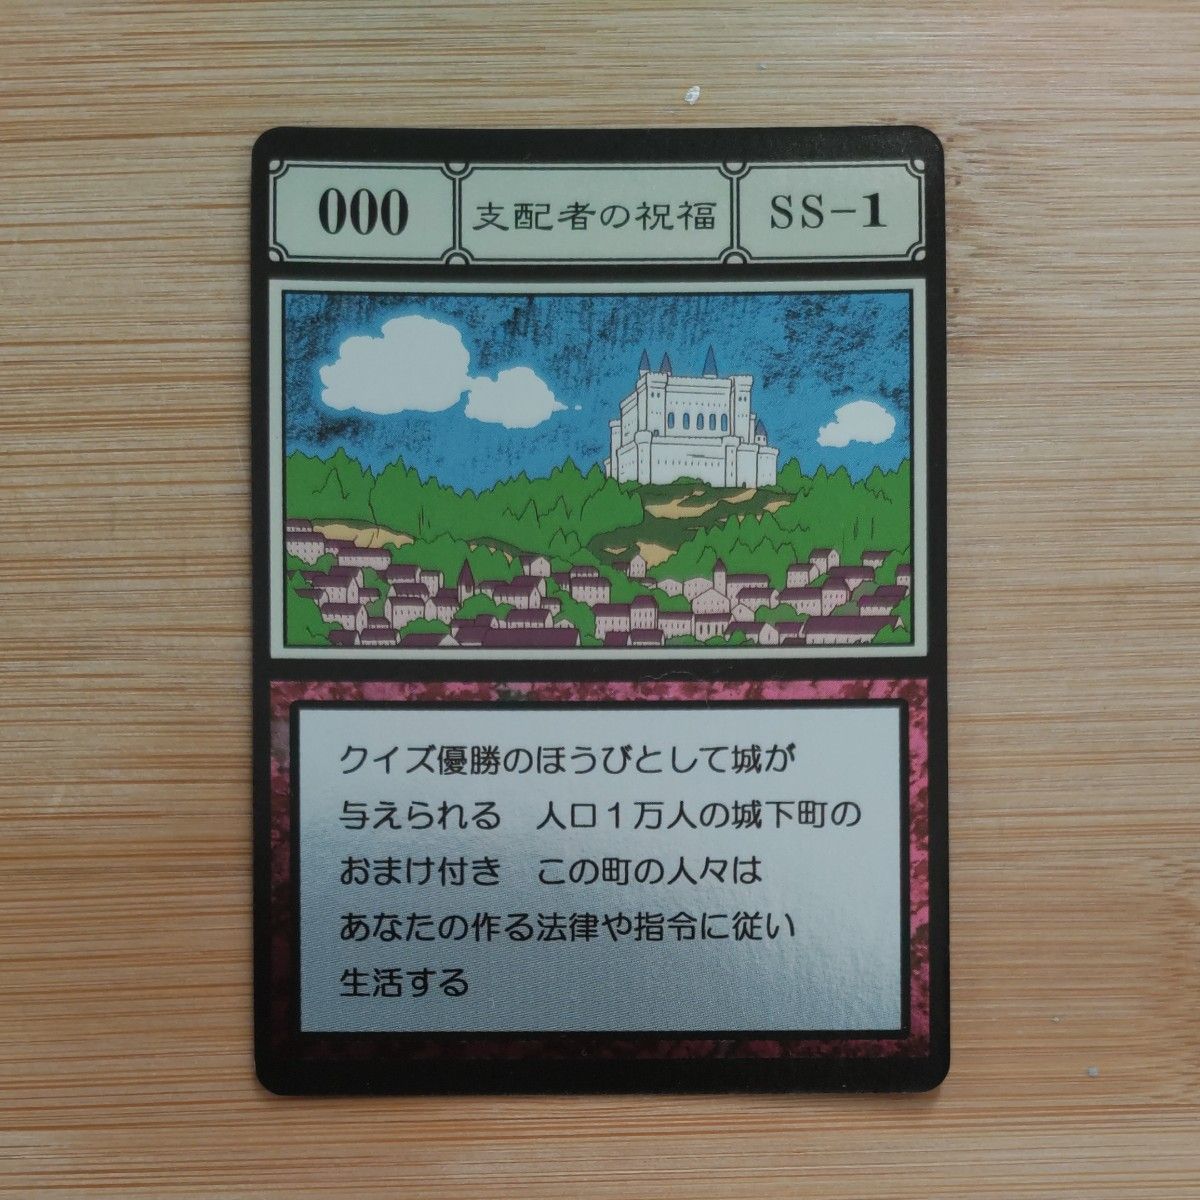 000 支配者の祝福 SS-1
クイズ優勝のほうびとして城が
与えられる　人口１万人の城下町の
おまけ付き　この町の人々は
あなたの作る法律や指令に従い
生活する